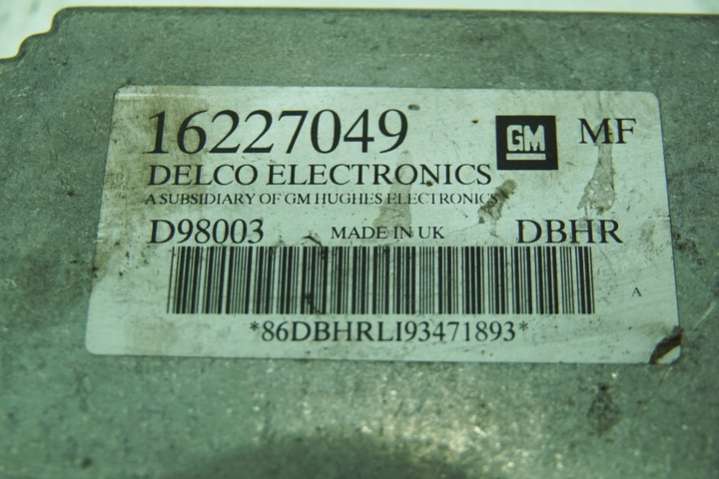 16227049 GM MF
DELCO ELECTRONICS
A SUBSIDIARY OF GM HUGHES ELECTRONICS
D98003 MADE IN UK DBHR
A
*86DBHRLI93471893*